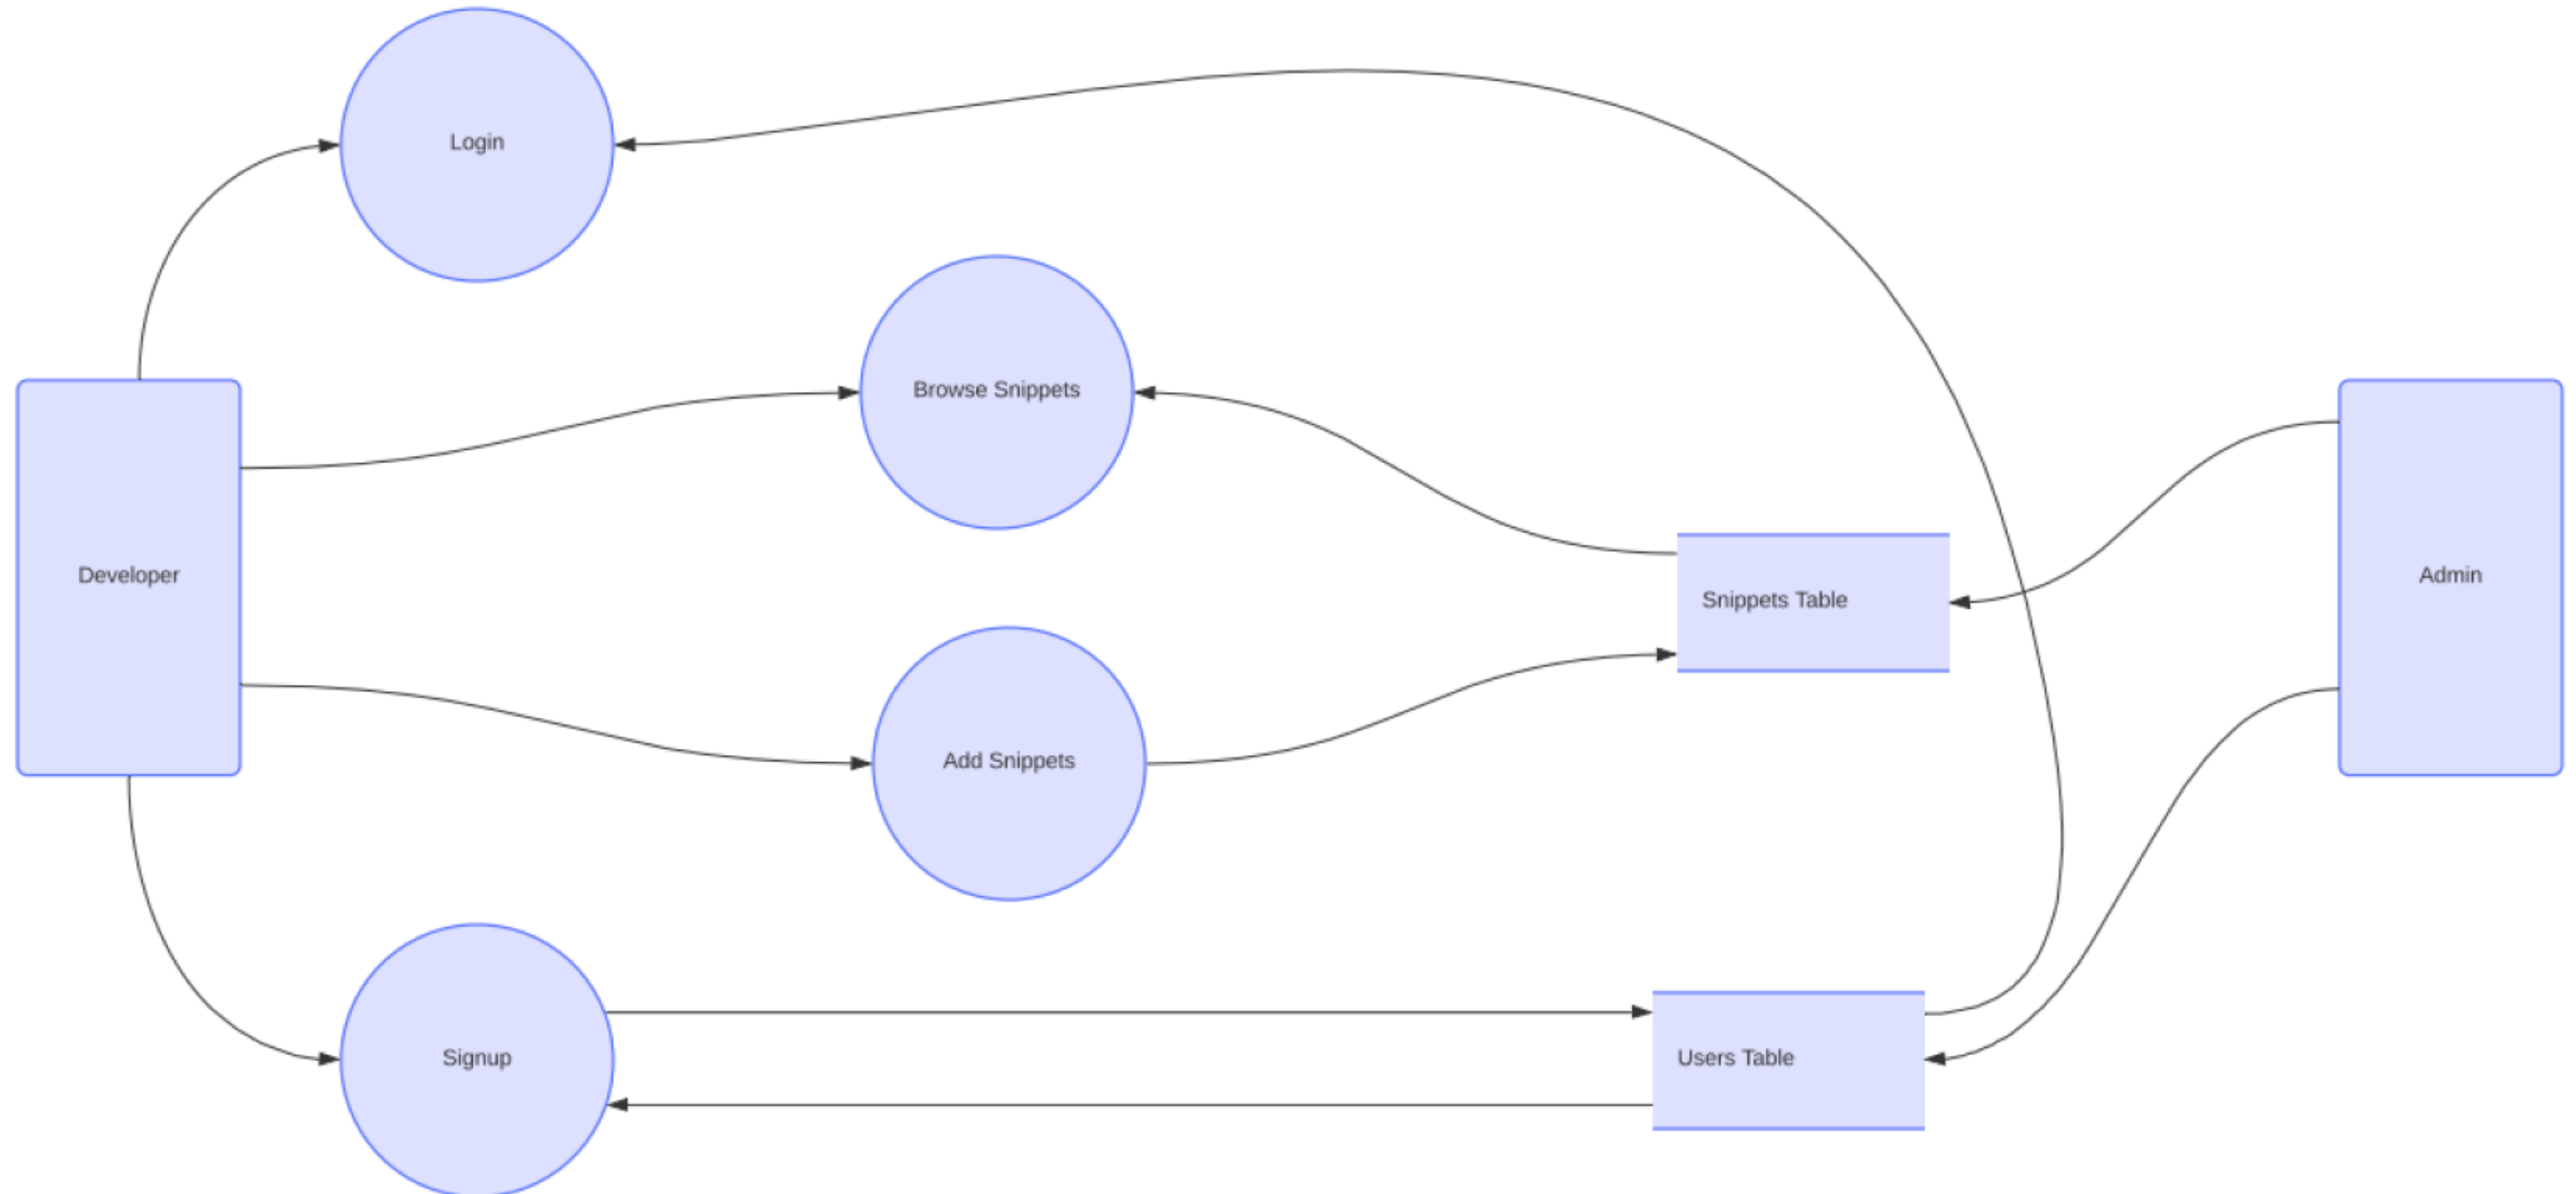 Login
Browse Snippets
Developer
Admin
Snippets Table
Add Snippets
Signup
Users Table